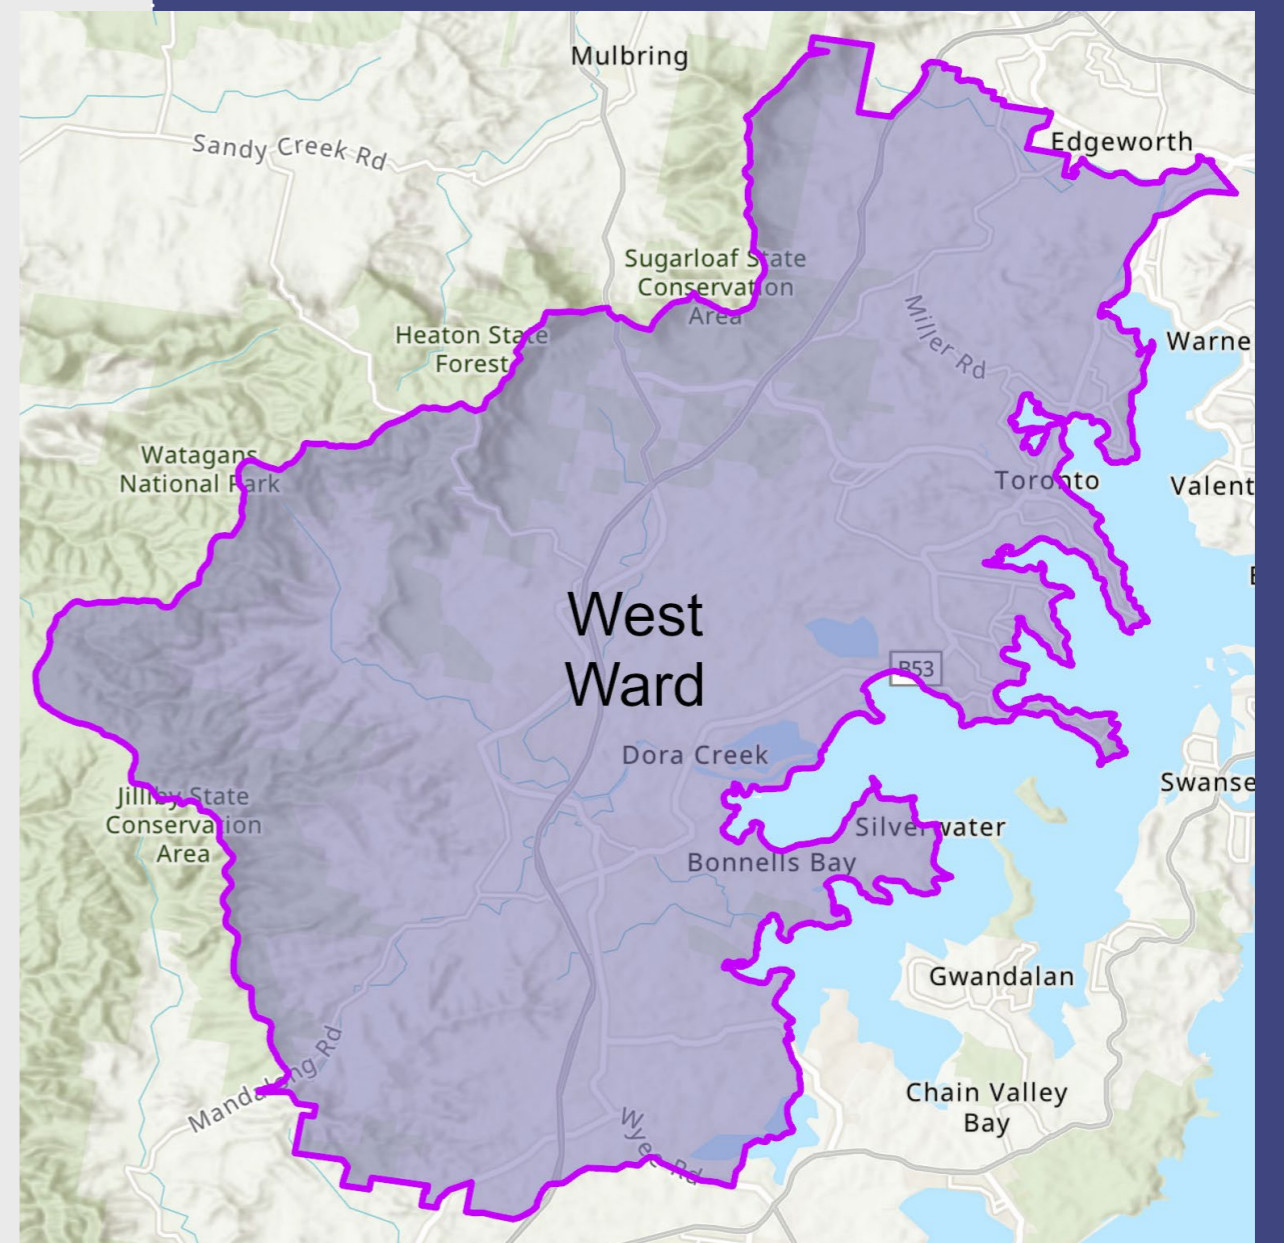 Mulbring
Edgeworth
Sandy Creek Rd
Sugarloaf State
Conservation
Area
Miller Rd
Heaton State
Forest
Warne
Watagans
National Park
Toronto
Valent
West
Ward
B53
Dora Creek
Swanse
Jilliby State
Conservation
Area
Silverwater
Bonnells Bay
Gwandalan
Mandalong Rd
Chain Valley
Bay
Wyee Rd